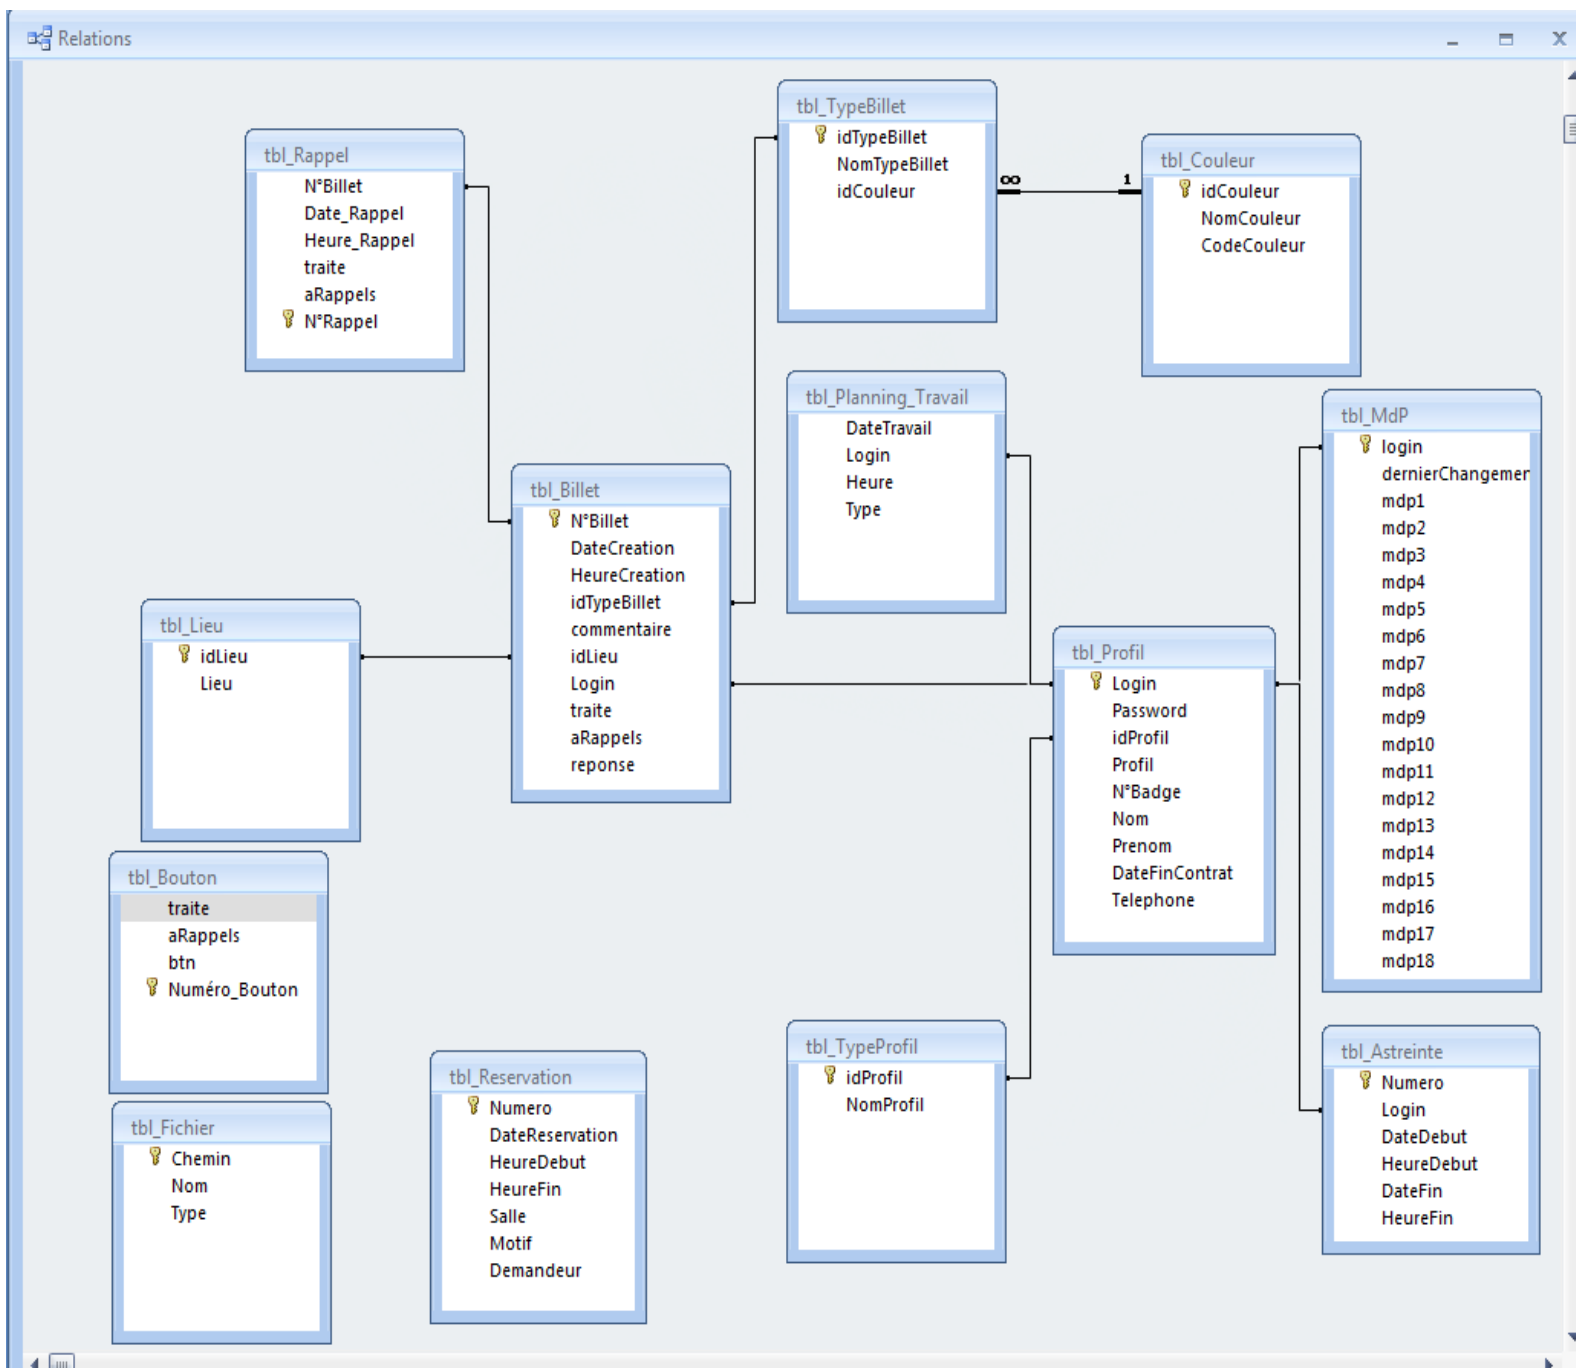 Relations
tbl_Rappel
N°Billet
Date_Rappel
Heure_Rappel
traite
aRappels
N°Rappel
tbl_TypeBillet
idTypeBillet
NomTypeBillet
idCouleur
∞
1
tbl_Couleur
idCouleur
NomCouleur
CodeCouleur
tbl_Planning_Travail
DateTravail
Login
Heure
Type
tbl_MdP
login
dernierChangemer
mdp1
mdp2
mdp3
mdp4
mdp5
mdp6
mdp7
mdp8
mdp9
mdp10
mdp11
mdp12
mdp13
mdp14
mdp15
mdp16
mdp17
mdp18
tbl_Billet
N°Billet
DateCreation
HeureCreation
idTypeBillet
commentaire
idLieu
Login
traite
aRappels
reponse
tbl_Lieu
idLieu
Lieu
tbl_Profil
Login
Password
idProfil
Profil
N°Badge
Nom
Prenom
DateFinContrat
Telephone
tbl_Bouton
traite
aRappels
btn
Numéro_Bouton
tbl_TypeProfil
idProfil
NomProfil
tbl_Astreinte
Numero
Login
DateDebut
HeureDebut
DateFin
HeureFin
tbl_Reservation
Numero
DateReservation
HeureDebut
HeureFin
Salle
Motif
Demandeur
tbl_Fichier
Chemin
Nom
Type